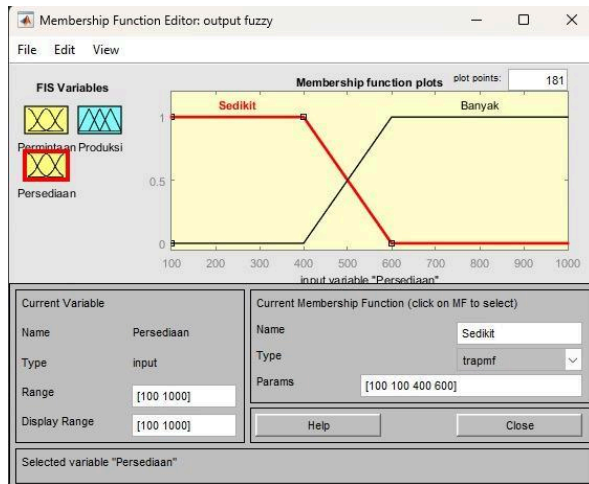 Membership Function Editor: output fuzzy
File Edit View
FIS Variables
Permintaan Produksi
Persediaan
Membership function plots
plot points: 181
Sedikit
Banyak
1
0.5
0
100 200 300 400 500 600 700 800 900 1000
input variable "Persediaan"
Current Variable
Name Persediaan
Type input
Range [100 1000]
Display Range [100 1000]
Current Membership Function (click on MF to select)
Name Sedikit
Type trapmf
Params [100 100 400 600]
Help Close
Selected variable "Persediaan"